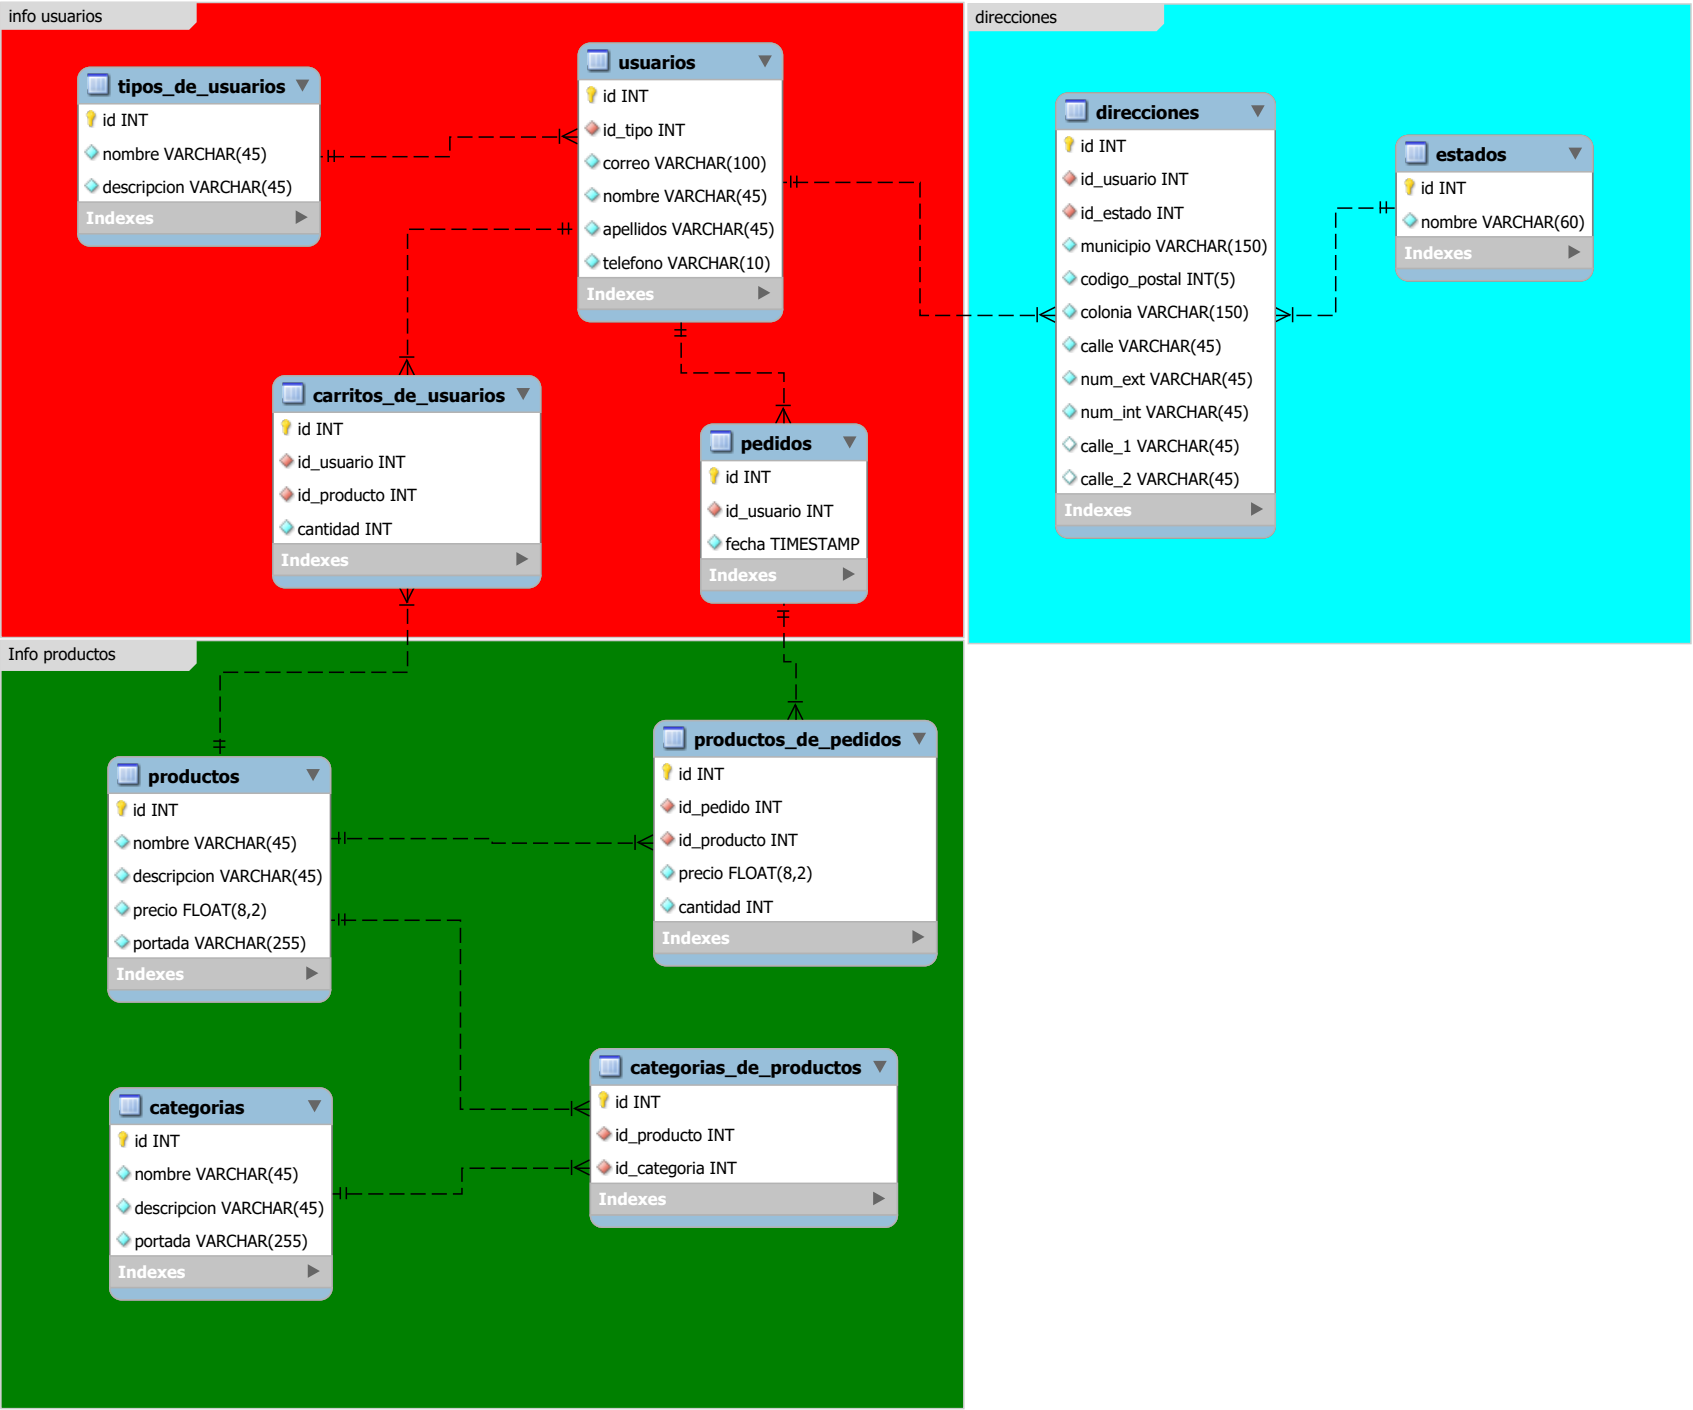 info usuarios
tipos_de_usuarios
id INT
nombre VARCHAR(45)
descripcion VARCHAR(45)
Indexes
usuarios
id INT
id_tipo INT
correo VARCHAR(100)
nombre VARCHAR(45)
apellidos VARCHAR(45)
telefono VARCHAR(10)
Indexes
carritos_de_usuarios
id INT
id_usuario INT
id_producto INT
cantidad INT
Indexes
pedidos
id INT
id_usuario INT
fecha TIMESTAMP
Indexes
direcciones
direcciones
id INT
id_usuario INT
id_estado INT
municipio VARCHAR(150)
codigo_postal INT(5)
colonia VARCHAR(150)
calle VARCHAR(45)
num_ext VARCHAR(45)
num_int VARCHAR(45)
calle_1 VARCHAR(45)
calle_2 VARCHAR(45)
Indexes
estados
id INT
nombre VARCHAR(60)
Indexes
Info productos
productos
id INT
nombre VARCHAR(45)
descripcion VARCHAR(45)
precio FLOAT(8,2)
portada VARCHAR(255)
Indexes
productos_de_pedidos
id INT
id_pedido INT
id_producto INT
precio FLOAT(8,2)
cantidad INT
Indexes
categorias
id INT
nombre VARCHAR(45)
descripcion VARCHAR(45)
portada VARCHAR(255)
Indexes
categorias_de_productos
id INT
id_producto INT
id_categoria INT
Indexes